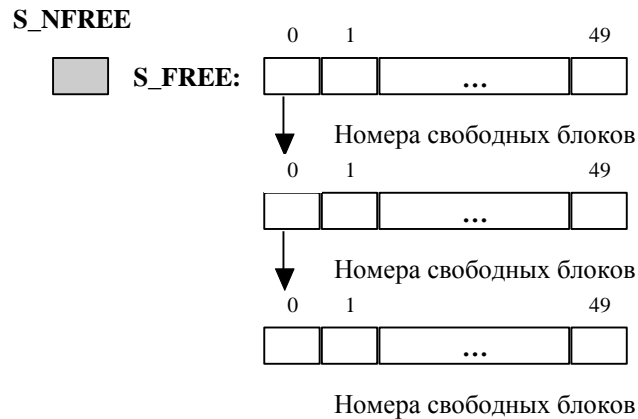 S_NFREE
0 1 49
S_FREE: ...
Номера свободных блоков
0 1 49
...
Номера свободных блоков
0 1 49
...
Номера свободных блоков